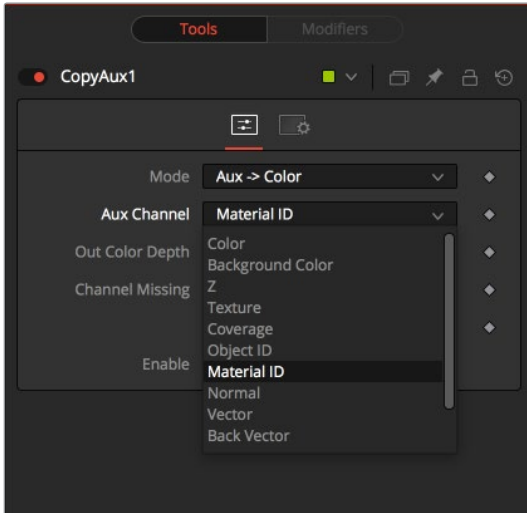 Tools Modifiers
CopyAux1
Mode Aux -> Color
Aux Channel Material ID
Out Color Depth
Channel Missing
Enable
Color
Background Color
Z
Texture
Coverage
Object ID
Material ID
Normal
Vector
Back Vector